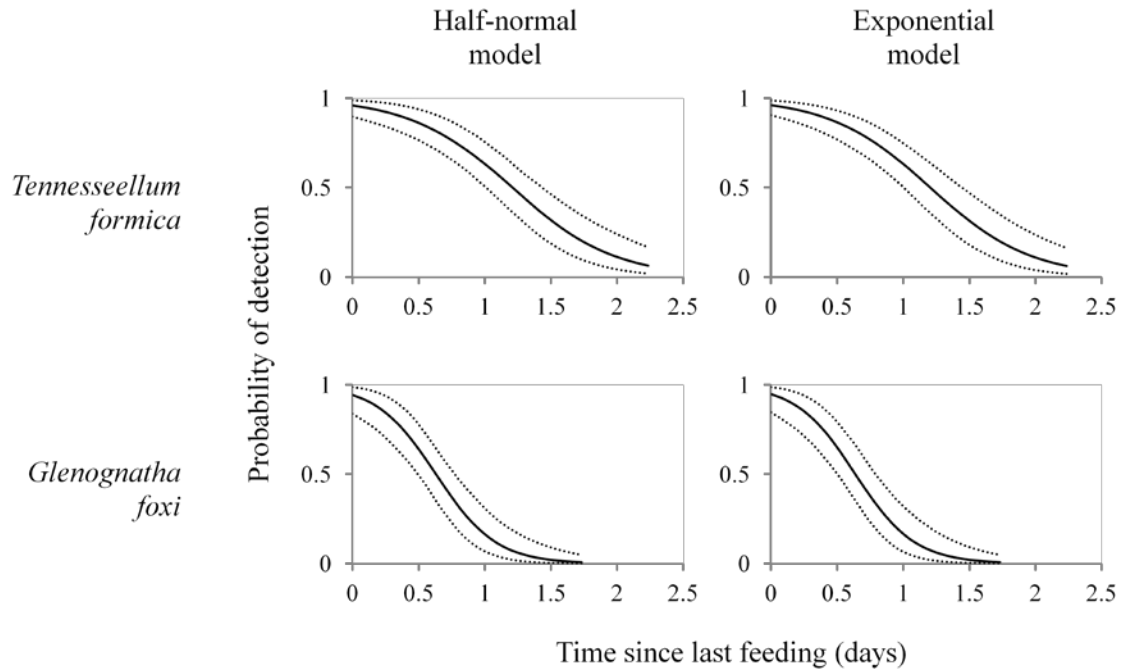 Half-normal
model
Exponential
model
Tennesseellum
formica
Glenognatha
foxi
Probability of detection
1
0.5
0
0 0.5 1 1.5 2 2.5
1
0.5
0
0 0.5 1 1.5 2 2.5
1
0.5
0
0 0.5 1 1.5 2 2.5
1
0.5
0
0 0.5 1 1.5 2 2.5
Time since last feeding (days)